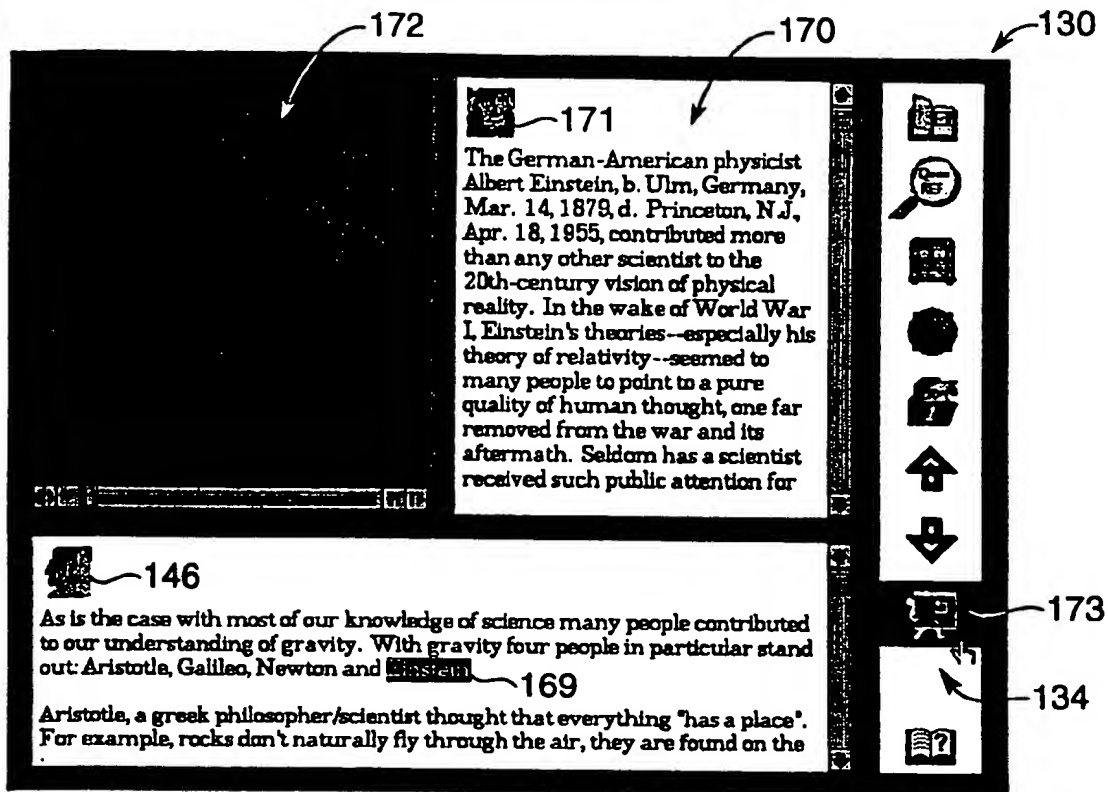 172
170
130
171
REF.
The German-American physicist
Albert Einstein, b. Ulm, Germany,
Mar. 14, 1879, d. Princeton, N.J.,
Apr. 18, 1955, contributed more
than any other scientist to the
20th-century vision of physical
reality. In the wake of World War
I, Einstein's theories--especially his
theory of relativity--seemed to
many people to point to a pure
quality of human thought, one far
removed from the war and its
aftermath. Seldom has a scientist
received such public attention for
146
As is the case with most of our knowledge of science many people contributed
to our understanding of gravity. With gravity four people in particular stand
out: Aristotle, Galileo, Newton and Einstein
169
Aristotle, a greek philosopher/scientist thought that everything "has a place".
For example, rocks don't naturally fly through the air, they are found on the
173
134
?